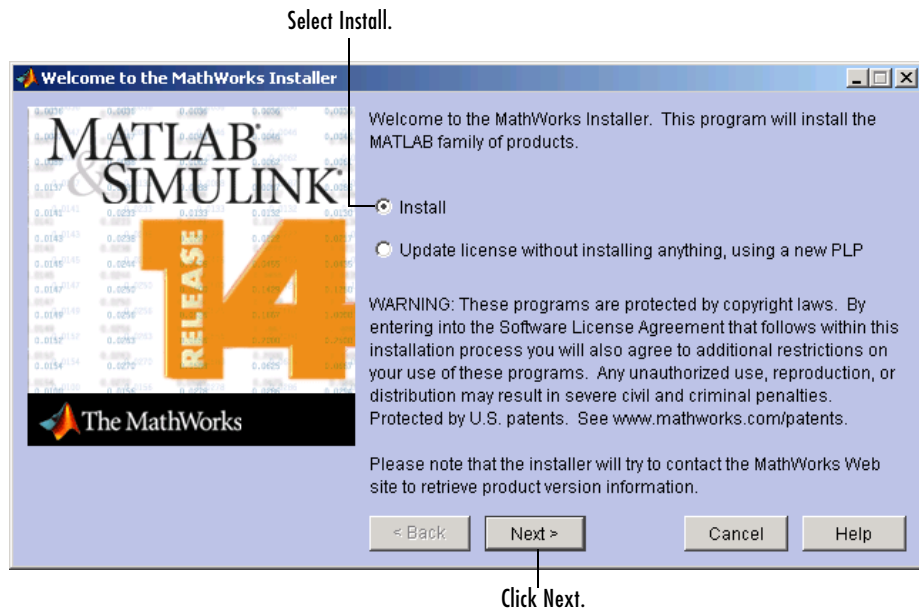 Select Install.
Welcome to the MathWorks Installer
MATLAB®
&SIMULINK®
RELEASE
14
The MathWorks
Welcome to the MathWorks Installer. This program will install the
MATLAB family of products.
Install
Update license without installing anything, using a new PLP
WARNING: These programs are protected by copyright laws. By
entering into the Software License Agreement that follows within this
installation process you will also agree to additional restrictions on
your use of these programs. Any unauthorized use, reproduction, or
distribution may result in severe civil and criminal penalties.
Protected by U.S. patents. See www.mathworks.com/patents.
Please note that the installer will try to contact the MathWorks Web
site to retrieve product version information.
< Back
Next >
Cancel
Help
Click Next.